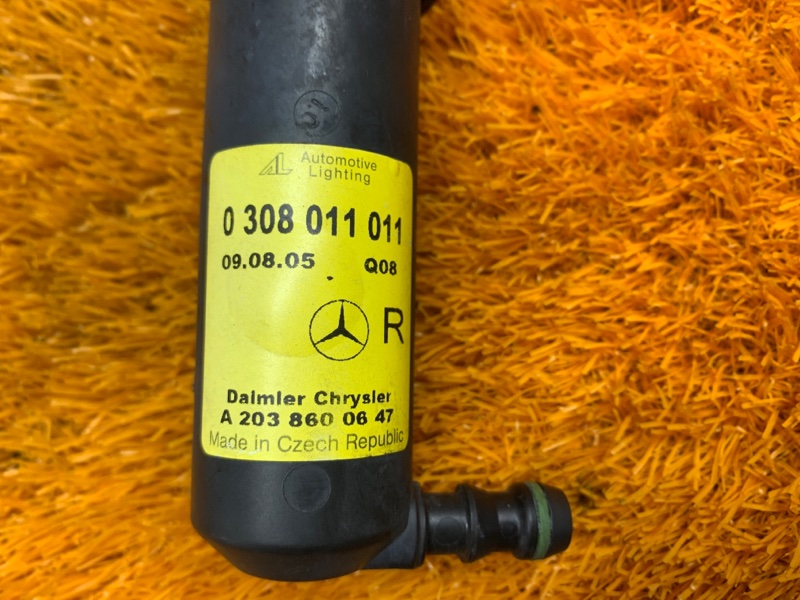 AL Automotive
Lighting
0 308 011 011
09.08.05 Q08
R
Daimler Chrysler
A 203 860 06 47
Made in Czech Republic